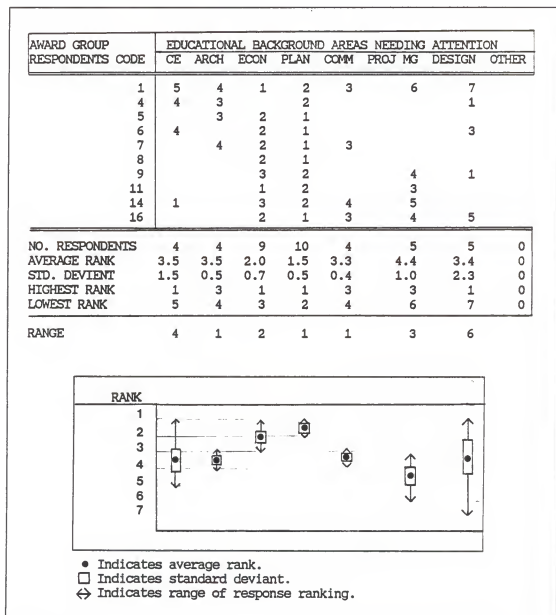 AWARD GROUP EDUCATIONAL BACKGROUND AREAS NEEDING ATTENTION
RESPONDENTS CODE CE ARCH ECON PLAN COMM PROJ MG DESIGN OTHER
1 5 4 1 2 3 6 7
4 4 3 2 1
5 3 2 1
6 4 2 1 3
7 4 2 1 3
8 2 1
9 3 2 4 1
11 1 2 3
14 1 3 2 4 5
16 2 1 3 4 5
NO. RESPONDENTS 4 4 9 10 4 5 5 0
AVERAGE RANK 3.5 3.5 2.0 1.5 3.3 4.4 3.4 0
STD. DEVIENT 1.5 0.5 0.7 0.5 0.4 1.0 2.3 0
HIGHEST RANK 1 3 1 1 3 3 1 0
LOWEST RANK 5 4 3 2 4 6 7 0
RANGE 4 1 2 1 1 3 6
RANK
1
2
3
4
5
6
7
Indicates average rank.
Indicates standard deviant.
Indicates range of response ranking.